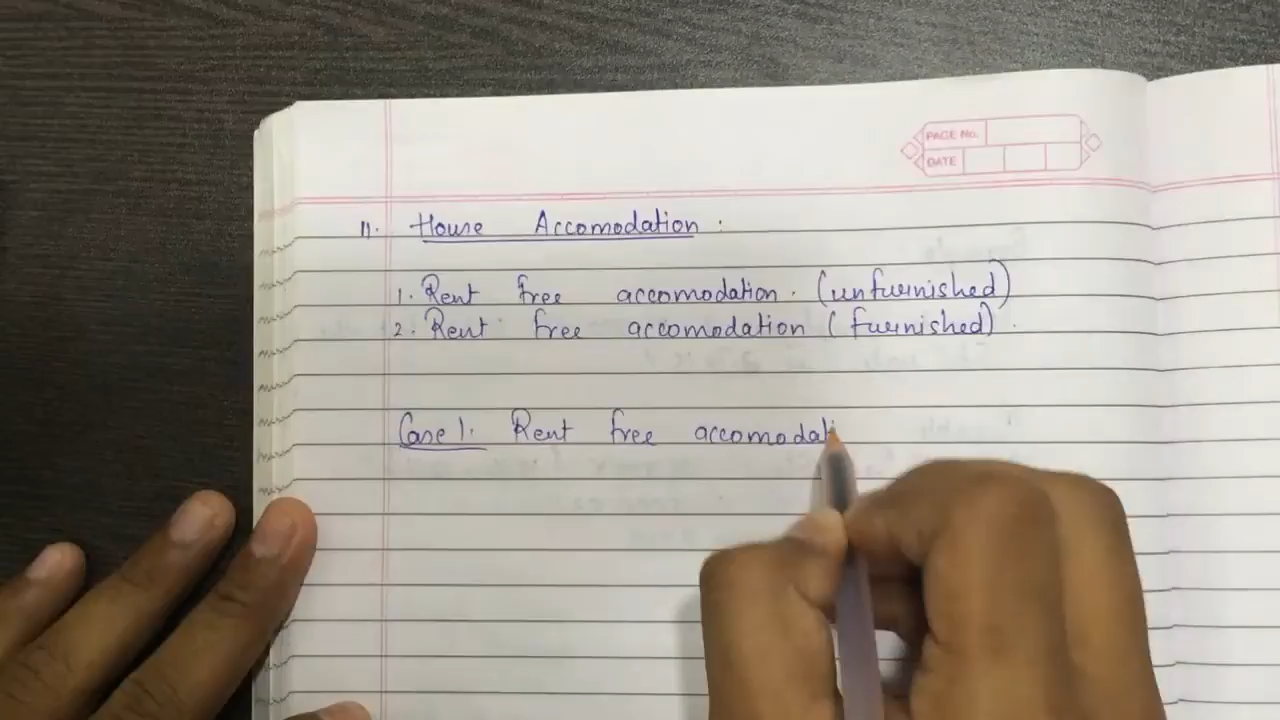 PAGE No.
DATE
11. House Accomodation :
1. Rent free accomodation. (unfurnished)
2. Rent free accomodation (furnished).
Case 1. Rent free accomodati